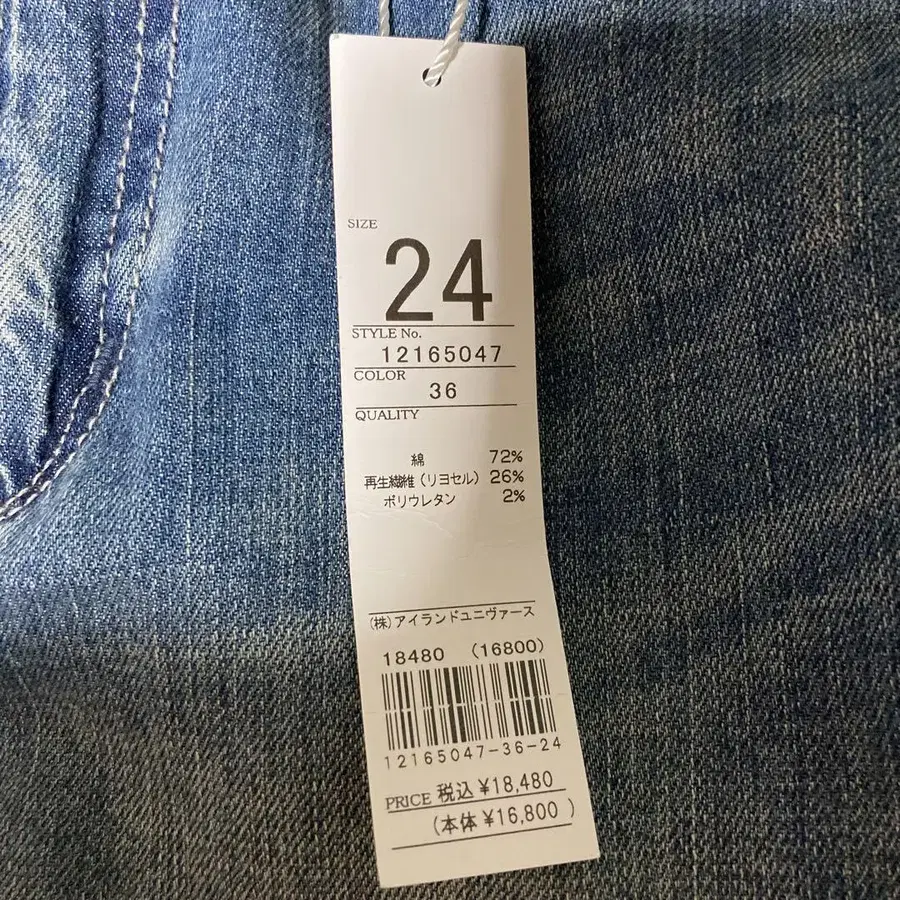 SIZE
24
STYLE No.
12165047
COLOR
36
QUALITY
綿 72%
再生繊維（リヨセル） 26%
ポリウレタン 2%
(株)アイランドユニヴァース
18480 (16800)
12165047-36-24
PRICE 税込 ¥18,480
(本体 ¥16,800 )